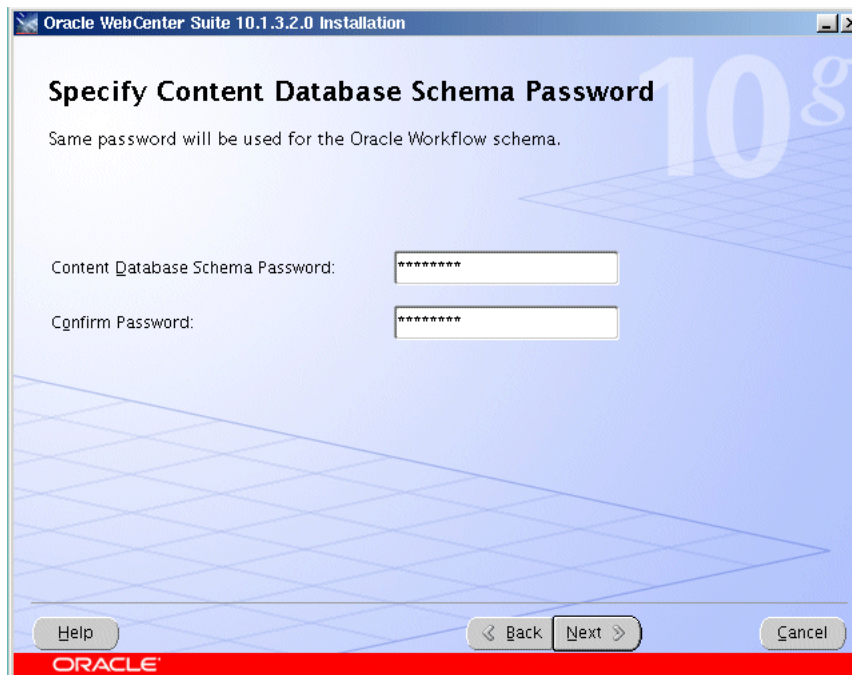 Oracle WebCenter Suite 10.1.3.2.0 Installation
10g
Specify Content Database Schema Password
Same password will be used for the Oracle Workflow schema.
Content Database Schema Password: ********
Confirm Password: ********
Help Back Next Cancel
ORACLE